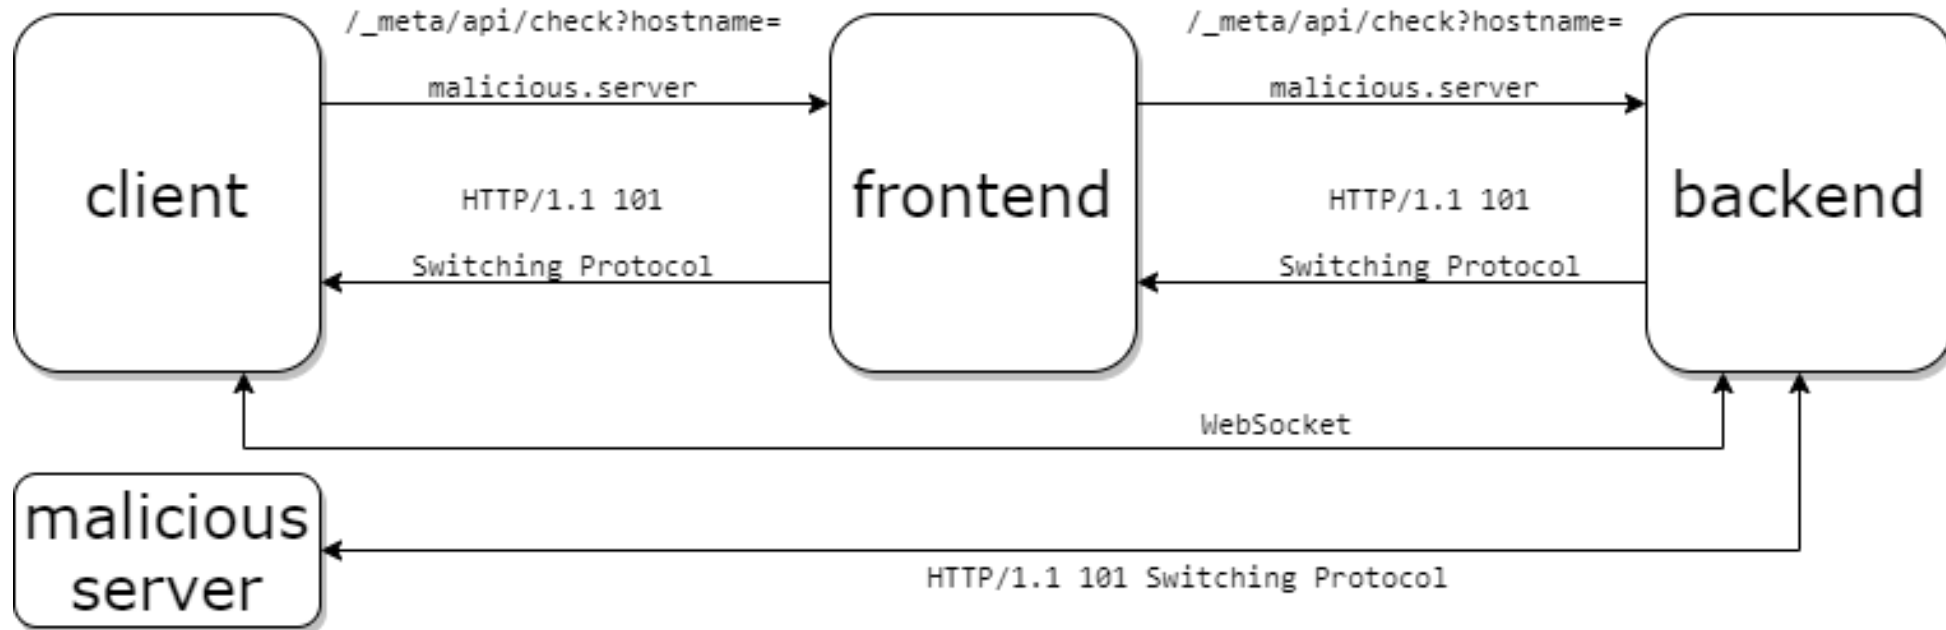 /_meta/api/check?hostname=
malicious.server
/_meta/api/check?hostname=
malicious.server
client
HTTP/1.1 101
Switching Protocol
frontend
HTTP/1.1 101
Switching Protocol
backend
WebSocket
malicious
server
HTTP/1.1 101 Switching Protocol